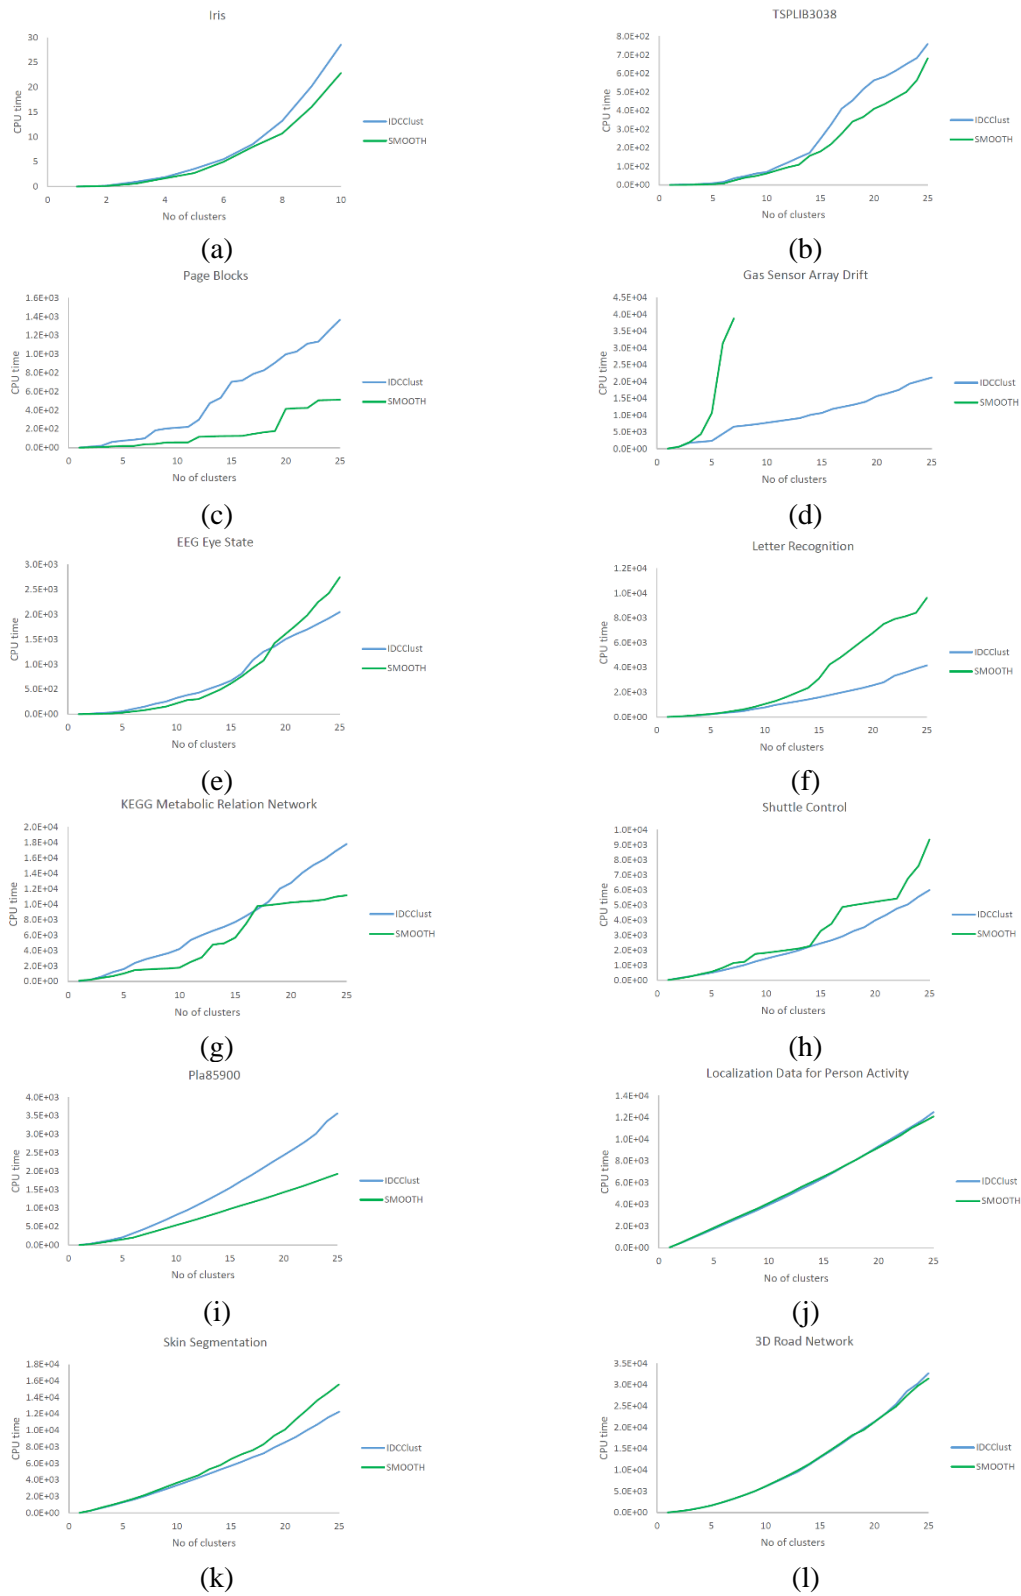 Iris
30
25
20
15
10
5
0
CPU time
0 2 4 6 8 10
No of clusters
IDCClust
SMOOTH
(a)
TSPLIB3038
8.0E+02
7.0E+02
6.0E+02
5.0E+02
4.0E+02
3.0E+02
2.0E+02
1.0E+02
0.0E+00
CPU time
0 5 10 15 20 25
No of clusters
IDCClust
SMOOTH
(b)
Page Blocks
1.6E+03
1.4E+03
1.2E+03
1.0E+03
8.0E+02
6.0E+02
4.0E+02
2.0E+02
0.0E+00
CPU time
0 5 10 15 20 25
No of clusters
IDCClust
SMOOTH
(c)
Gas Sensor Array Drift
4.5E+04
4.0E+04
3.5E+04
3.0E+04
2.5E+04
2.0E+04
1.5E+04
1.0E+04
5.0E+03
0.0E+00
CPU time
0 5 10 15 20 25
No of clusters
IDCClust
SMOOTH
(d)
EEG Eye State
3.0E+03
2.5E+03
2.0E+03
1.5E+03
1.0E+03
5.0E+02
0.0E+00
CPU time
0 5 10 15 20 25
No of clusters
IDCClust
SMOOTH
(e)
Letter Recognition
1.2E+04
1.0E+04
8.0E+03
6.0E+03
4.0E+03
2.0E+03
0.0E+00
CPU time
0 5 10 15 20 25
No of clusters
IDCClust
SMOOTH
(f)
KEGG Metabolic Relation Network
2.0E+04
1.8E+04
1.6E+04
1.4E+04
1.2E+04
1.0E+04
8.0E+03
6.0E+03
4.0E+03
2.0E+03
0.0E+00
CPU time
0 5 10 15 20 25
No of clusters
IDCClust
SMOOTH
(g)
Shuttle Control
1.0E+04
9.0E+03
8.0E+03
7.0E+03
6.0E+03
5.0E+03
4.0E+03
3.0E+03
2.0E+03
1.0E+03
0.0E+00
CPU time
0 5 10 15 20 25
No of clusters
IDCClust
SMOOTH
(h)
Pla85900
4.0E+03
3.5E+03
3.0E+03
2.5E+03
2.0E+03
1.5E+03
1.0E+03
5.0E+02
0.0E+00
CPU time
0 5 10 15 20 25
No of clusters
IDCClust
SMOOTH
(i)
Localization Data for Person Activity
1.4E+04
1.2E+04
1.0E+04
8.0E+03
6.0E+03
4.0E+03
2.0E+03
0.0E+00
CPU time
0 5 10 15 20 25
No of clusters
IDCClust
SMOOTH
(j)
Skin Segmentation
1.8E+04
1.6E+04
1.4E+04
1.2E+04
1.0E+04
8.0E+03
6.0E+03
4.0E+03
2.0E+03
0.0E+00
CPU time
0 5 10 15 20 25
No of clusters
IDCClust
SMOOTH
(k)
3D Road Network
3.5E+04
3.0E+04
2.5E+04
2.0E+04
1.5E+04
1.0E+04
5.0E+03
0.0E+00
CPU time
0 5 10 15 20 25
No of clusters
IDCClust
SMOOTH
(l)